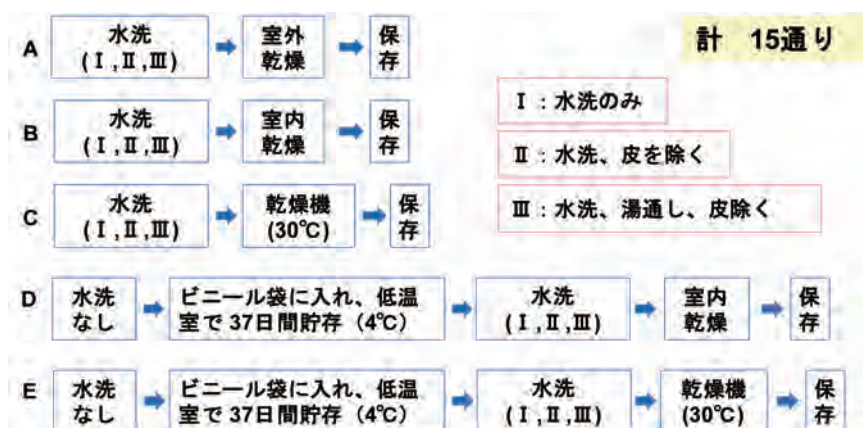 計 15通り
A
水洗
(Ⅰ,Ⅱ,Ⅲ)
室外
乾燥
保
存
B
水洗
(Ⅰ,Ⅱ,Ⅲ)
室内
乾燥
保
存
C
水洗
(Ⅰ,Ⅱ,Ⅲ)
乾燥機
(30℃)
保
存
Ⅰ：水洗のみ
Ⅱ：水洗、皮を除く
Ⅲ：水洗、湯通し、皮除く
D
水洗
なし
ビニール袋に入れ、低温
室で 37日間貯存（4℃）
水洗
(Ⅰ,Ⅱ,Ⅲ)
室内
乾燥
保
存
E
水洗
なし
ビニール袋に入れ、低温
室で 37日間貯存（4℃）
水洗
(Ⅰ,Ⅱ,Ⅲ)
乾燥機
(30℃)
保
存